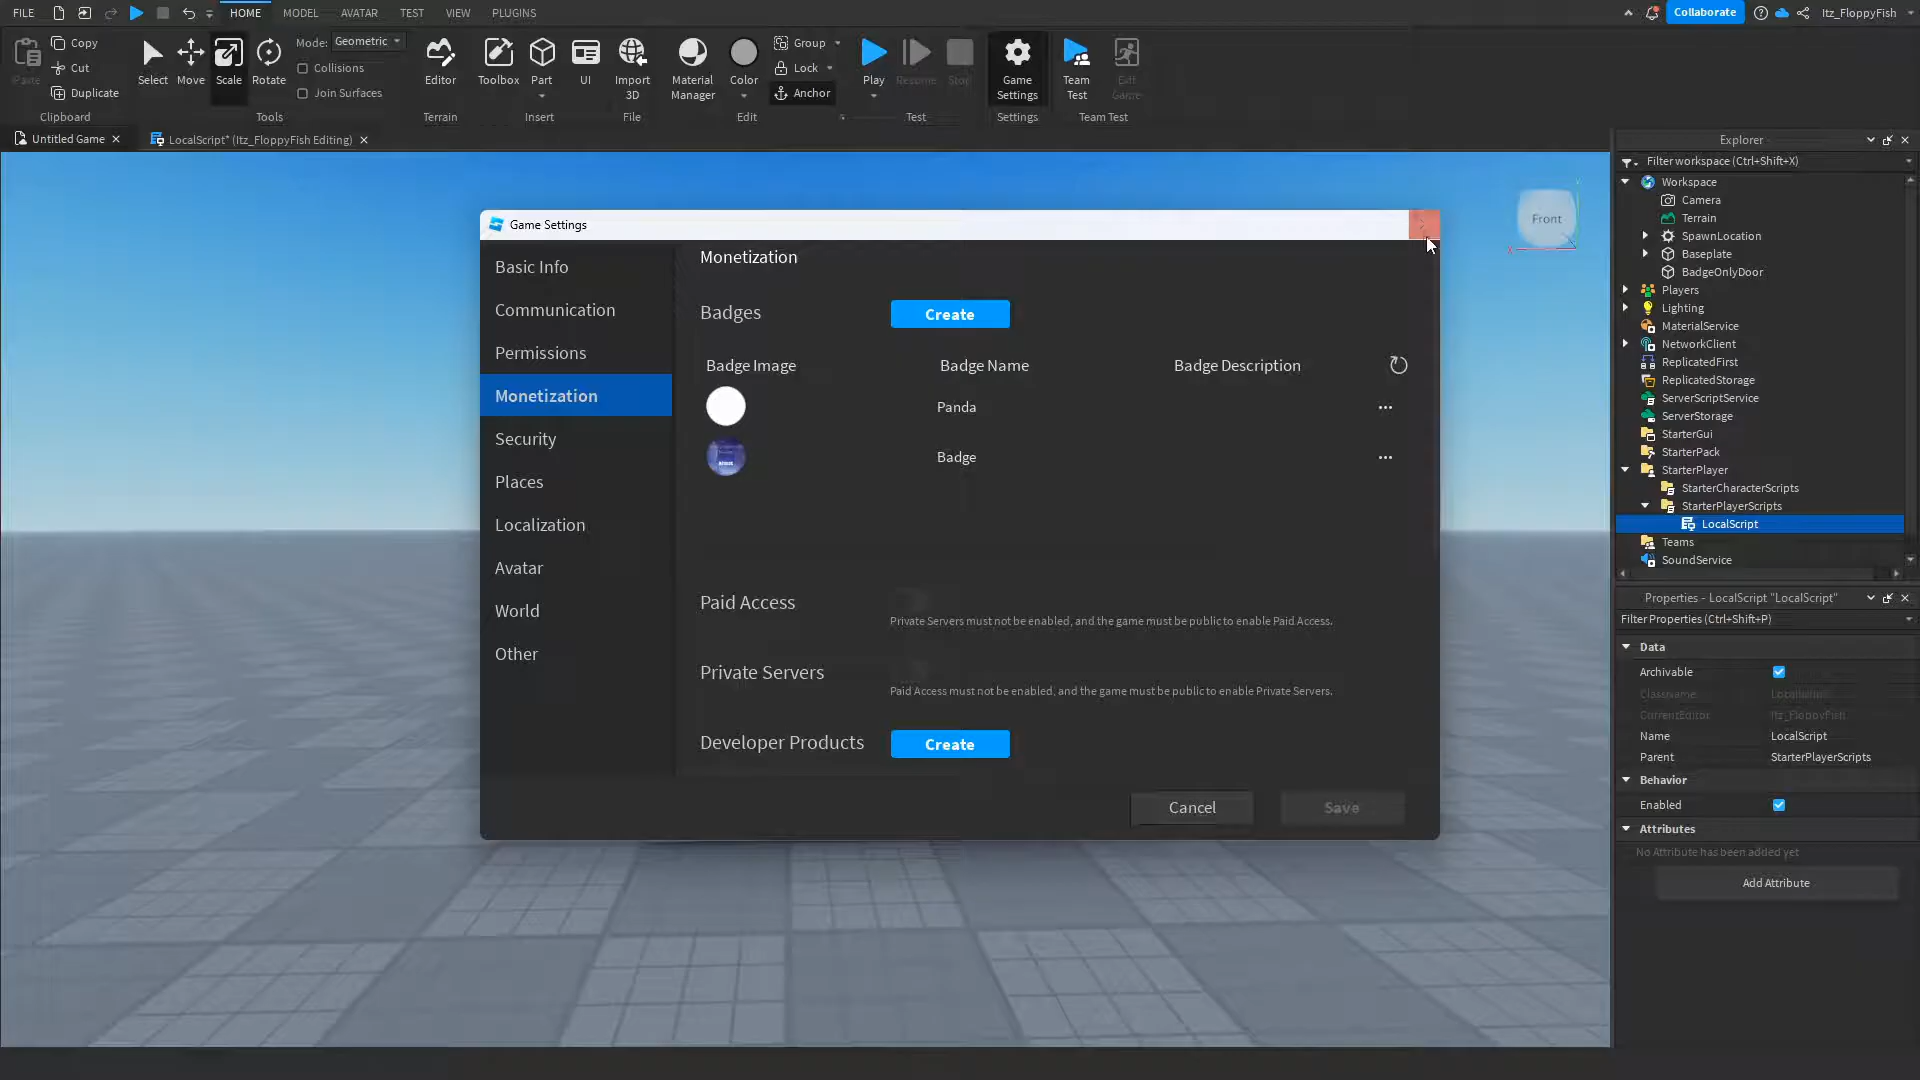 FILE
HOME
MODEL
AVATAR
TEST
VIEW
PLUGINS
Collaborate
Itz_FloppyFish
Paste
Copy
Cut
Duplicate
Clipboard
Select
Move
Scale
Rotate
Mode: Geometric
Collisions
Join Surfaces
Tools
Editor
Terrain
Toolbox
Part
UI
Insert
Import
3D
File
Material
Manager
Color
Group
Lock
Anchor
Edit
Play
Resume
Stop
Test
Game
Settings
Settings
Team
Test
Exit
Game
Team Test
Untitled Game
LocalScript* (Itz_FloppyFish Editing)
Front
X
Game Settings
Basic Info
Communication
Permissions
Monetization
Security
Places
Localization
Avatar
World
Other
Monetization
Badges
Create
Badge Image
Badge Name
Badge Description
Panda
Badge
Paid Access
Private Servers must not be enabled, and the game must be public to enable Paid Access.
Private Servers
Paid Access must not be enabled, and the game must be public to enable Private Servers.
Developer Products
Create
Cancel
Save
Explorer
Filter workspace (Ctrl+Shift+X)
Workspace
Camera
Terrain
SpawnLocation
Baseplate
BadgeOnlyDoor
Players
Lighting
MaterialService
NetworkClient
ReplicatedFirst
ReplicatedStorage
ServerScriptService
ServerStorage
StarterGui
StarterPack
StarterPlayer
StarterCharacterScripts
StarterPlayerScripts
LocalScript
Teams
SoundService
Properties - LocalScript "LocalScript"
Filter Properties (Ctrl+Shift+P)
Data
Archivable
ClassName LocalScript
CurrentEditor Itz_FloppyFish
Name LocalScript
Parent StarterPlayerScripts
Behavior
Enabled
Attributes
No Attribute has been added yet
Add Attribute